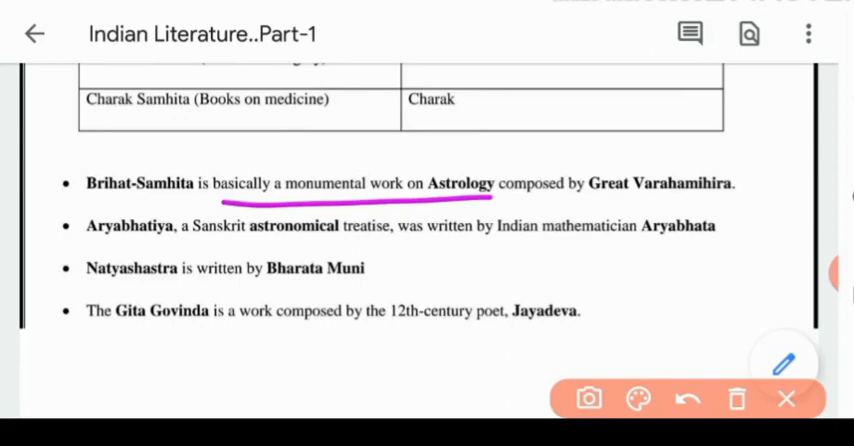 Indian Literature..Part-1
Charak Samhita (Books on medicine) Charak
• Brihat-Samhita is basically a monumental work on Astrology composed by Great Varahamihira.
• Aryabhatiya, a Sanskrit astronomical treatise, was written by Indian mathematician Aryabhata
• Natyashastra is written by Bharata Muni
• The Gita Govinda is a work composed by the 12th-century poet, Jayadeva.